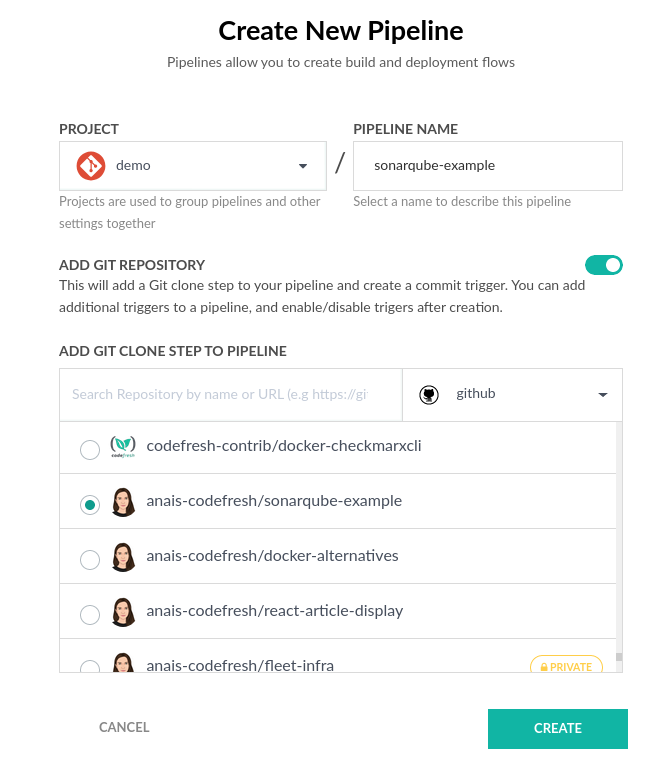 Create New Pipeline
Pipelines allow you to create build and deployment flows
PROJECT
demo
Projects are used to group pipelines and other
settings together
/
PIPELINE NAME
sonarqube-example
Select a name to describe this pipeline
ADD GIT REPOSITORY
This will add a Git clone step to your pipeline and create a commit trigger. You can add
additional triggers to a pipeline, and enable/disable trigers after creation.
ADD GIT CLONE STEP TO PIPELINE
Search Repository by name or URL (e.g https://gi
github
codefresh
codefresh-contrib/docker-checkmarxcli
anais-codefresh/sonarqube-example
anais-codefresh/docker-alternatives
anais-codefresh/react-article-display
anais-codefresh/fleet-infra
PRIVATE
CANCEL
CREATE